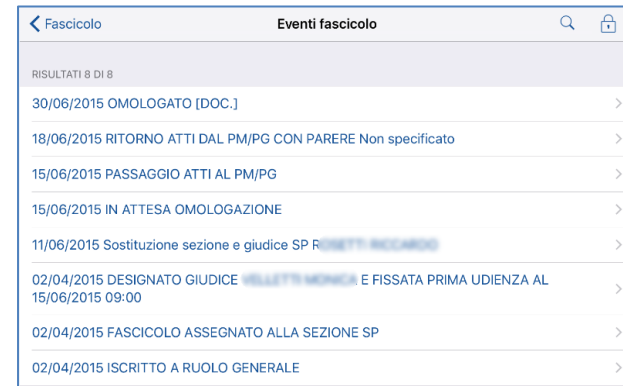 Fascicolo
Eventi fascicolo
RISULTATI 8 DI 8
30/06/2015 OMOLOGATO [DOC.]
18/06/2015 RITORNO ATTI DAL PM/PG CON PARERE Non specificato
15/06/2015 PASSAGGIO ATTI AL PM/PG
15/06/2015 IN ATTESA OMOLOGAZIONE
11/06/2015 Sostituzione sezione e giudice SP
02/04/2015 DESIGNATO GIUDICE E FISSATA PRIMA UDIENZA AL
15/06/2015 09:00
02/04/2015 FASCICOLO ASSEGNATO ALLA SEZIONE SP
02/04/2015 ISCRITTO A RUOLO GENERALE